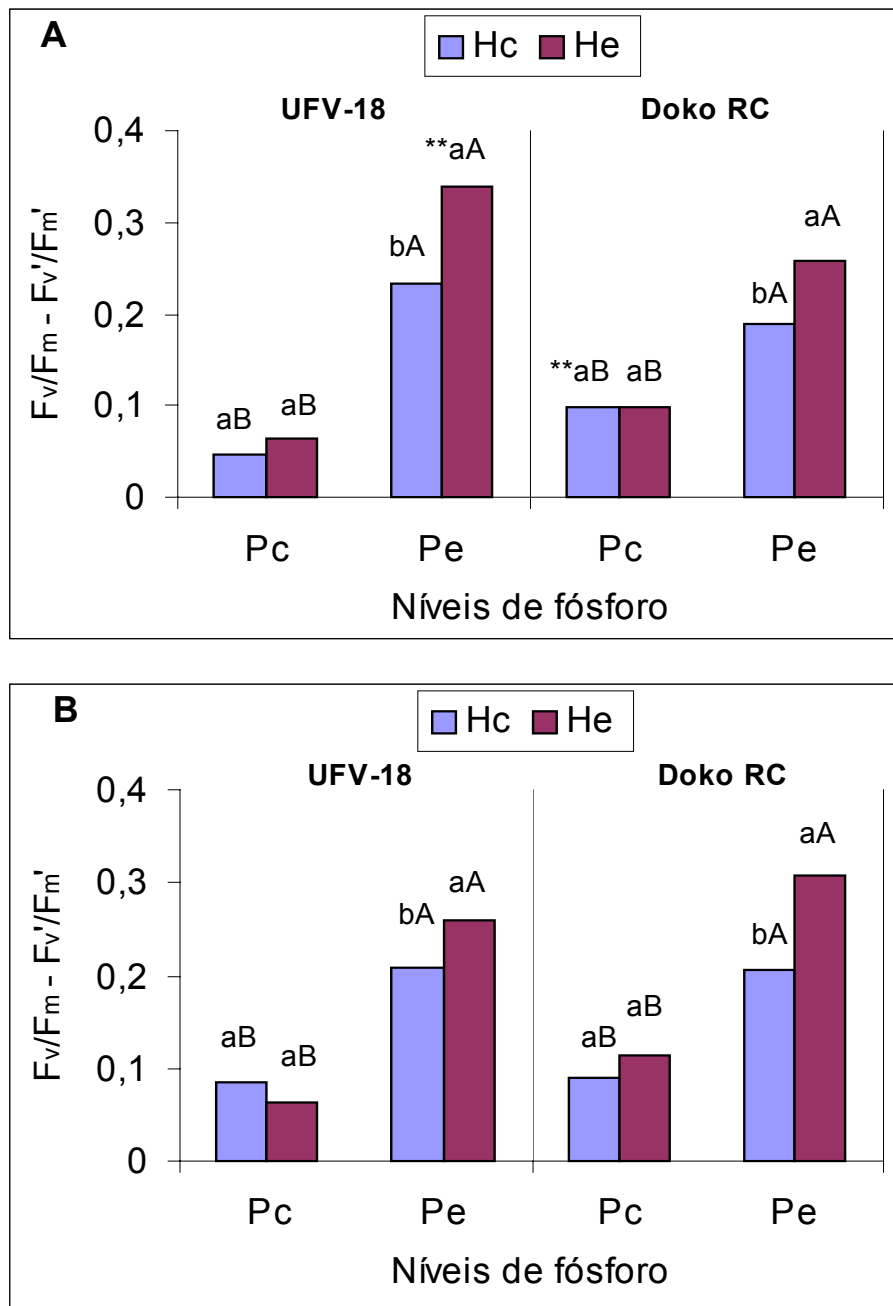 A
Hc He
UFV-18 Doko RC
0,4
**aA
aA
0,3
bA
bA
0,2
**aB aB
0,1
aB aB
0
Fv/Fm - Fv'/Fm'
Pc Pe Pc Pe
Níveis de fósforo
B
Hc He
UFV-18 Doko RC
0,4
aA
0,3
aA
bA bA
0,2
aB
aB aB aB
0,1
0
Fv/Fm - Fv'/Fm'
Pc Pe Pc Pe
Níveis de fósforo